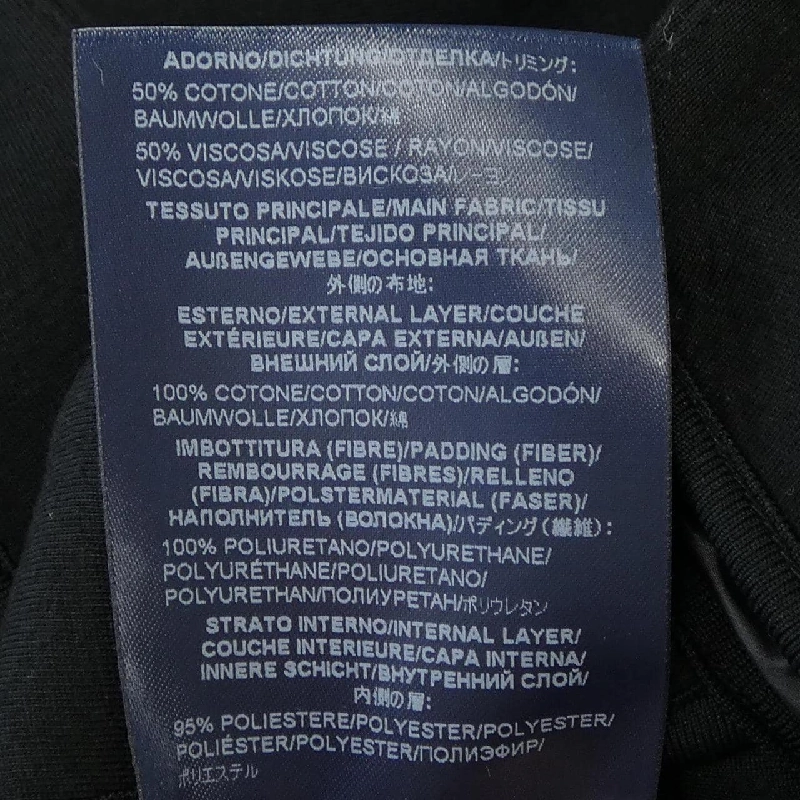 ADORNO/DICHTUNG/ОТДЕЛКА/トリミング:
50% COTONE/COTTON/COTON/ALGODÓN/
BAUMWOLLE/ХЛОПОК/綿
50% VISCOSA/VISCOSE / RAYON/VISCOSE/
VISCOSA/VISKOSE/ВИСКОЗА/レーヨン
TESSUTO PRINCIPALE/MAIN FABRIC/TISSU
PRINCIPAL/TEJIDO PRINCIPAL/
AUßENGEWEBE/ОСНОВНАЯ ТКАНЬ/
外側の布地:
ESTERNO/EXTERNAL LAYER/COUCHE
EXTÉRIEURE/CAPA EXTERNA/AUßEN/
ВНЕШНИЙ СЛОЙ/外側の層:
100% COTONE/COTTON/COTON/ALGODÓN/
BAUMWOLLE/ХЛОПОК/綿
IMBOTTITURA (FIBRE)/PADDING (FIBER)/
REMBOURRAGE (FIBRES)/RELLENO
(FIBRA)/POLSTERMATERIAL (FASER)/
НАПОЛНИТЕЛЬ (ВОЛОКНА)/パディング(繊維):
100% POLIURETANO/POLYURETHANE/
POLYURÉTHANE/POLIURETANO/
POLYURETHAN/ПОЛИУРЕТАН/ポリウレタン
STRATO INTERNO/INTERNAL LAYER/
COUCHE INTERIEURE/CAPA INTERNA/
INNERE SCHICHT/ВНУТРЕННИЙ СЛОЙ/
内側の層:
95% POLIESTERE/POLYESTER/POLYESTER/
POLIÉSTER/POLYESTER/ПОЛИЭФИР/
ポリエステル